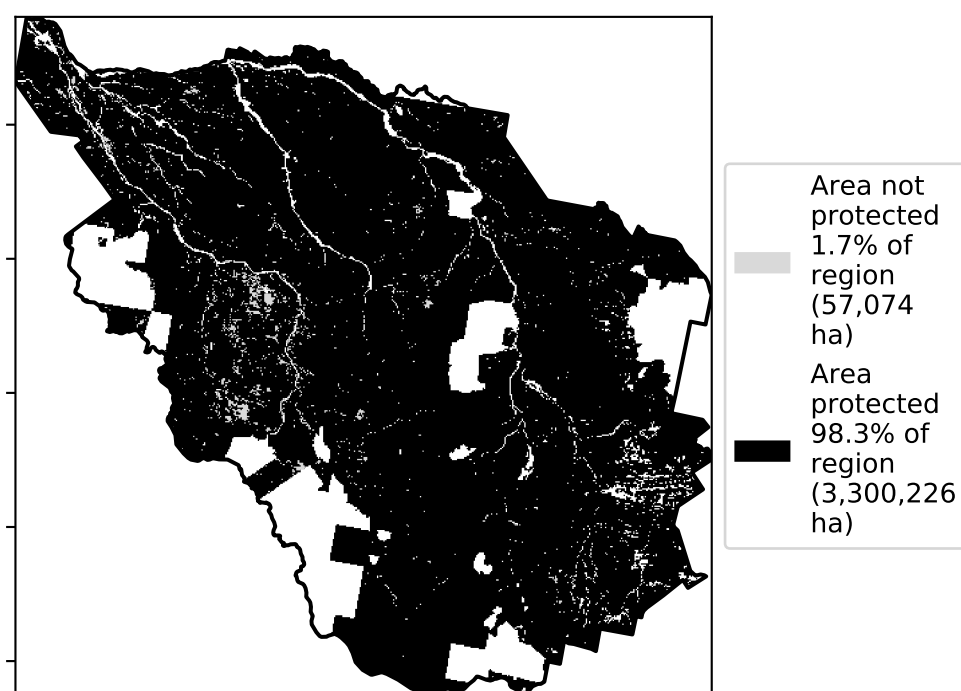 Area not
protected
1.7% of
region
(57,074
ha)
Area
protected
98.3% of
region
(3,300,226
ha)